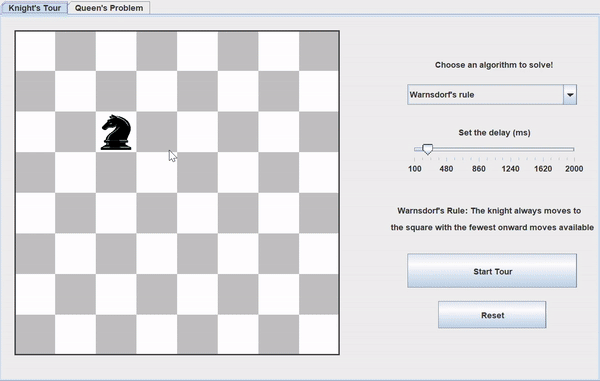 Knight's Tour
Queen's Problem
Choose an algorithm to solve!
Warnsdorf's rule
Set the delay (ms)
100 480 860 1240 1620 2000
Warnsdorf's Rule: The knight always moves to
the square with the fewest onward moves available
Start Tour
Reset